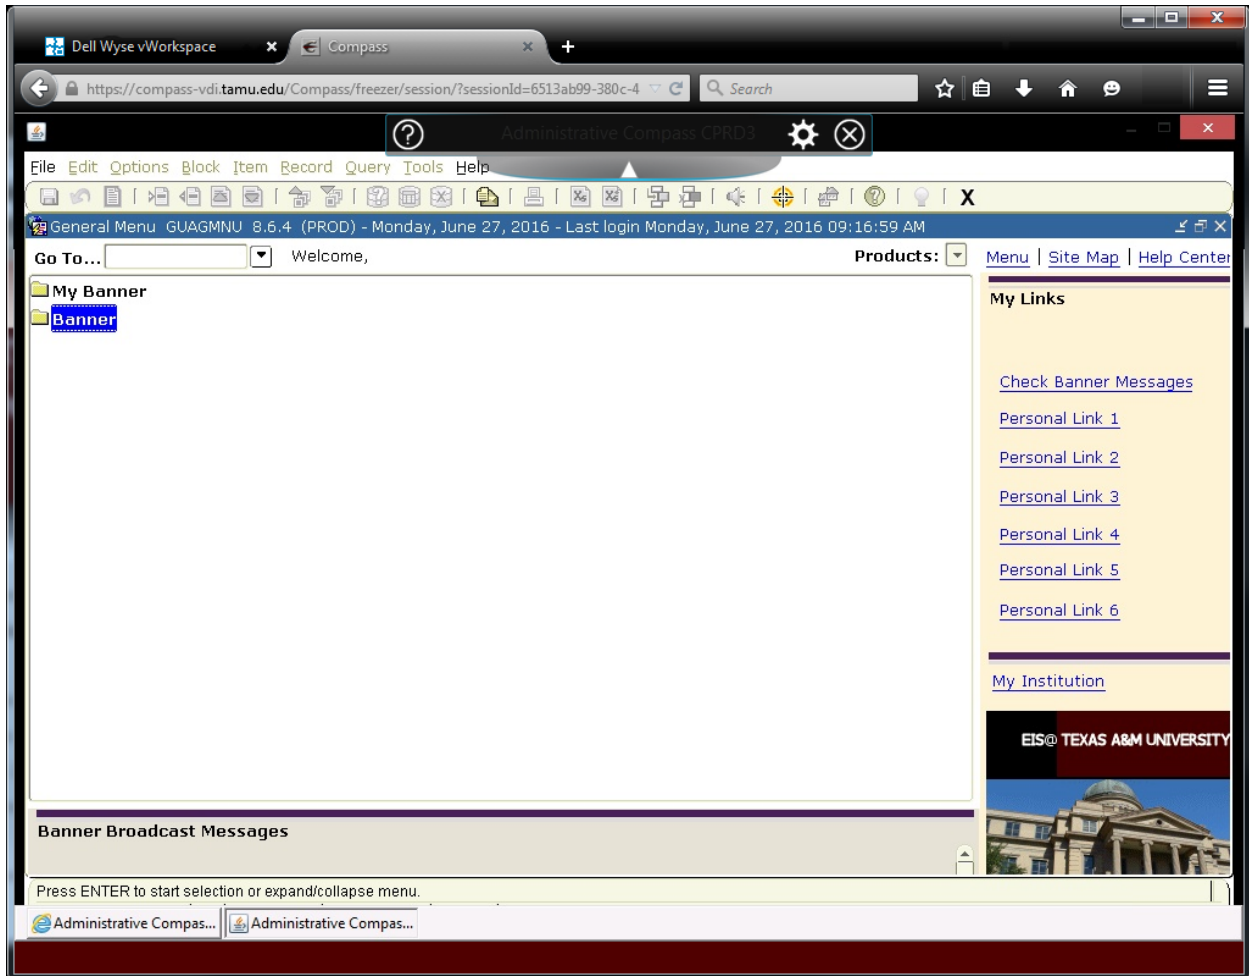 Dell Wyse vWorkspace
Compass
https://compass-vdi.tamu.edu/Compass/freezer/session/?sessionId=6513ab99-380c-4
Search
Administrative Compass CPRD3
File Edit Options Block Item Record Query Tools Help
X
General Menu GUAGMNU 8.6.4 (PROD) - Monday, June 27, 2016 - Last login Monday, June 27, 2016 09:16:59 AM
Go To... Welcome, Products: Menu | Site Map | Help Center
My Banner
Banner
My Links
Check Banner Messages
Personal Link 1
Personal Link 2
Personal Link 3
Personal Link 4
Personal Link 5
Personal Link 6
My Institution
EIS@ TEXAS A&M UNIVERSITY
Banner Broadcast Messages
Press ENTER to start selection or expand/collapse menu.
Administrative Compas... Administrative Compas...